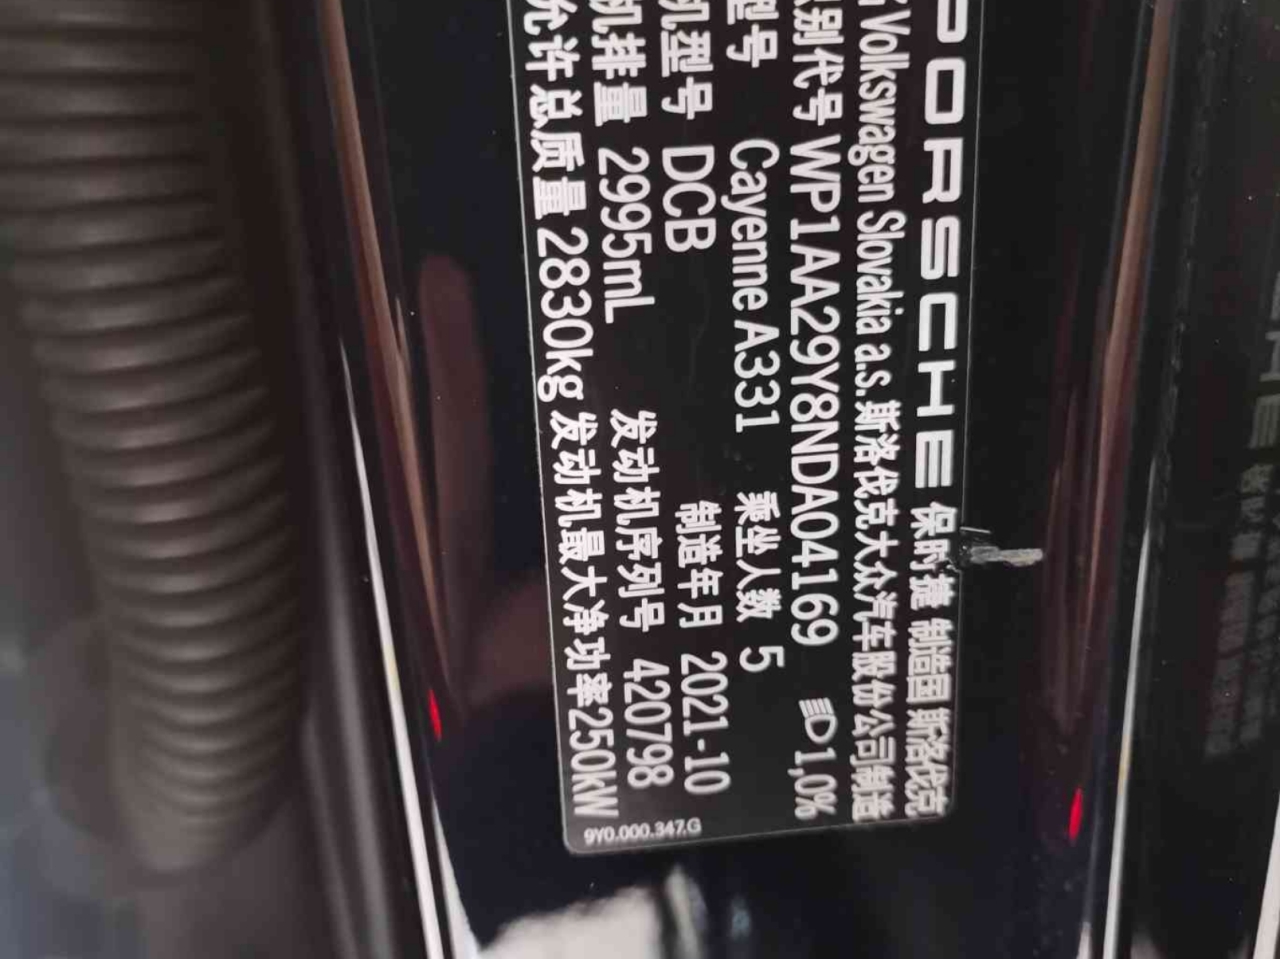 PORSCHE 保时捷 制造国 斯洛伐克
Volkswagen Slovakia a.s.斯洛伐克大众汽车股份公司制造
别代号 WP1AA29Y8NDA04169 1,0%
型号 Cayenne A331 乘坐人数 5
机型号 DCB 制造年月 2021-10
机排量 2995mL 发动机序列号 420798
允许总质量 2830kg 发动机最大净功率250kW
9Y0.000.347.G